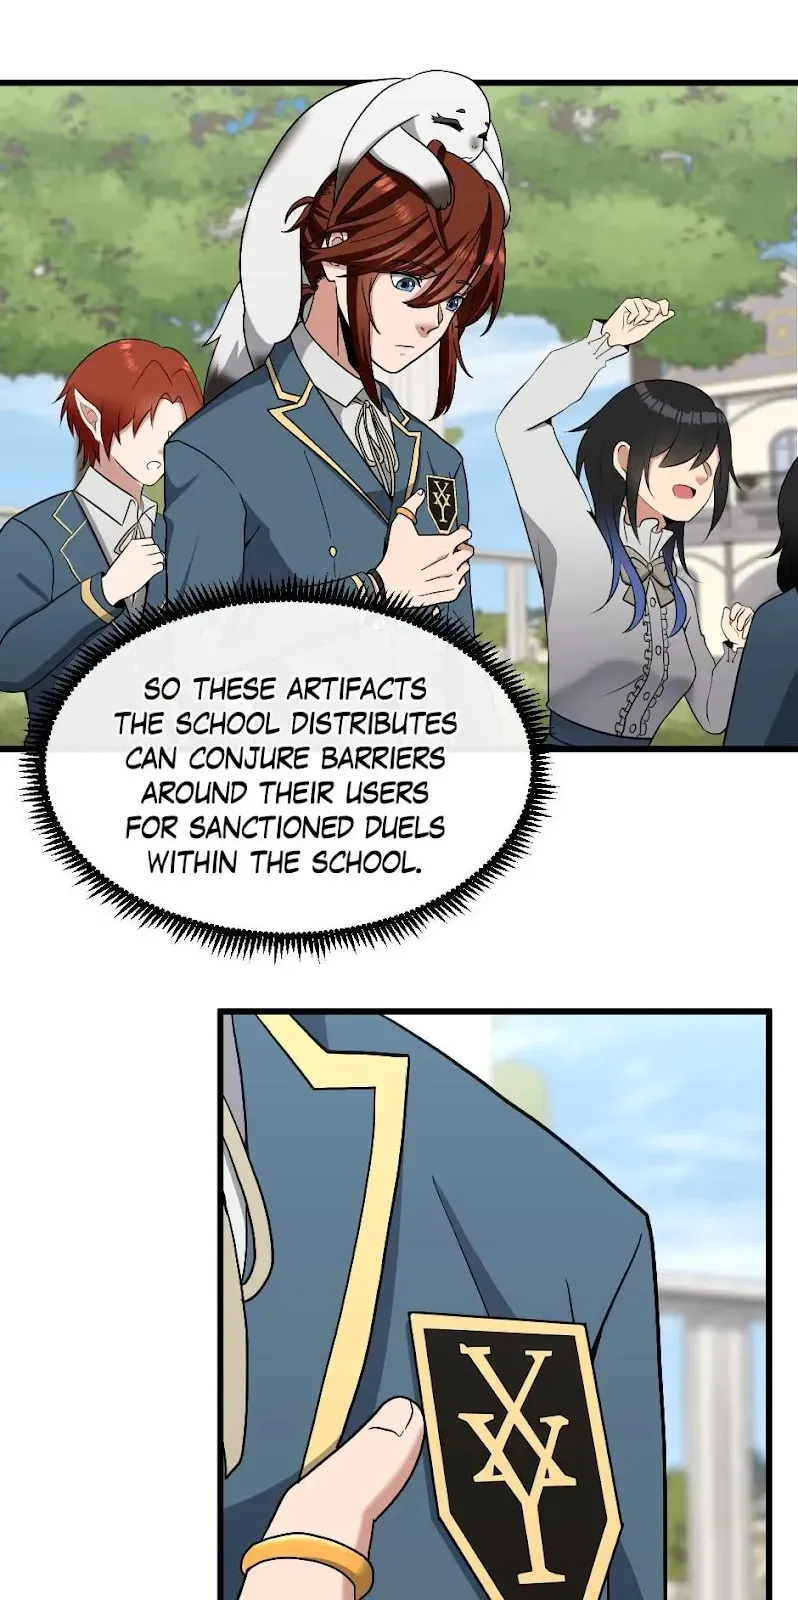 SO THESE ARTIFACTS
THE SCHOOL DISTRIBUTES
CAN CONJURE BARRIERS
AROUND THEIR USERS
FOR SANCTIONED DUELS
WITHIN THE SCHOOL.